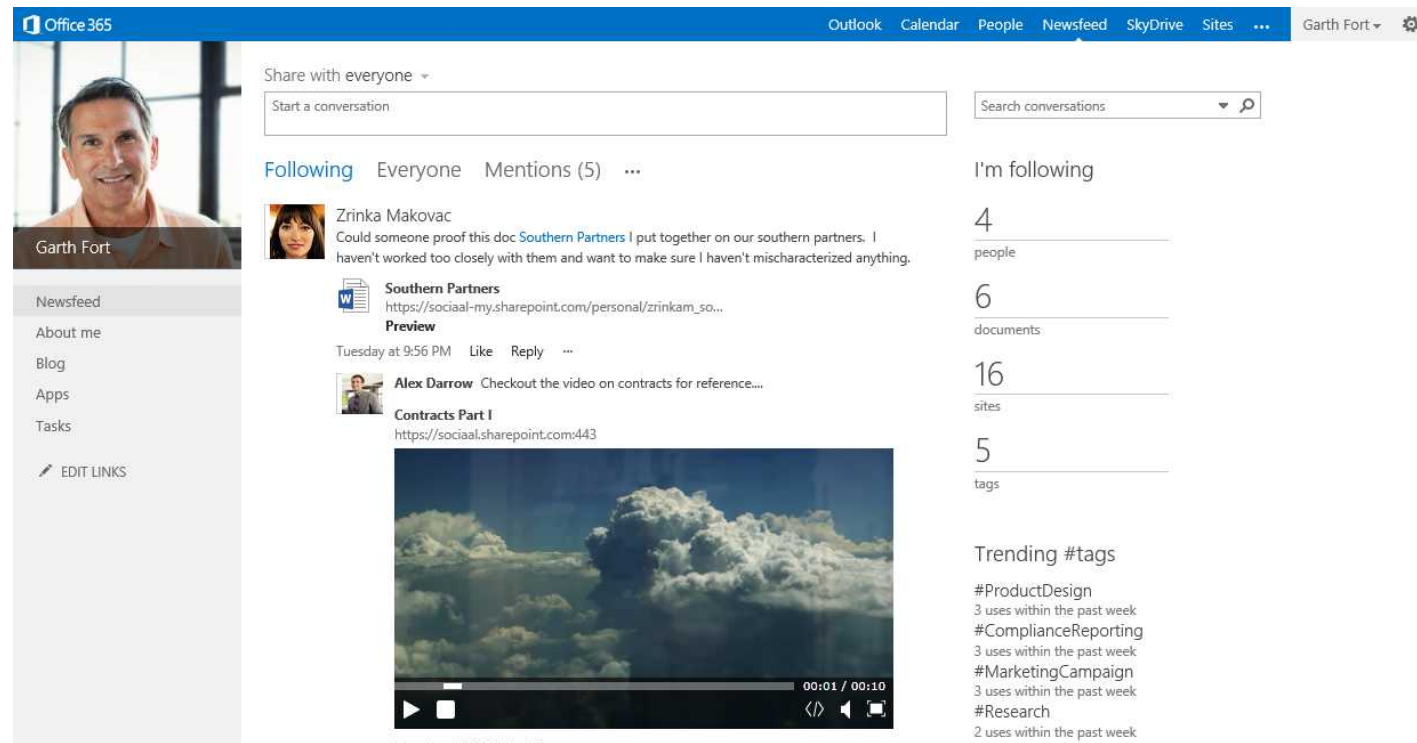 Office 365
Outlook Calendar People Newsfeed SkyDrive Sites ... Garth Fort
Garth Fort
Newsfeed
About me
Blog
Apps
Tasks
EDIT LINKS
Share with everyone
Start a conversation
Following Everyone Mentions (5) ...
Zrinka Makovac
Could someone proof this doc Southern Partners I put together on our southern partners. I
haven't worked too closely with them and want to make sure I haven't mischaracterized anything.
Southern Partners
https://sociaal-my.sharepoint.com/personal/zrinkam_so...
Preview
Tuesday at 9:56 PM Like Reply ...
Alex Darrow Checkout the video on contracts for reference....
Contracts Part I
https://sociaal.sharepoint.com:443
00:01 / 00:10
Search conversations
I'm following
4
people
6
documents
16
sites
5
tags
Trending #tags
#ProductDesign
3 uses within the past week
#ComplianceReporting
3 uses within the past week
#MarketingCampaign
3 uses within the past week
#Research
2 uses within the past week